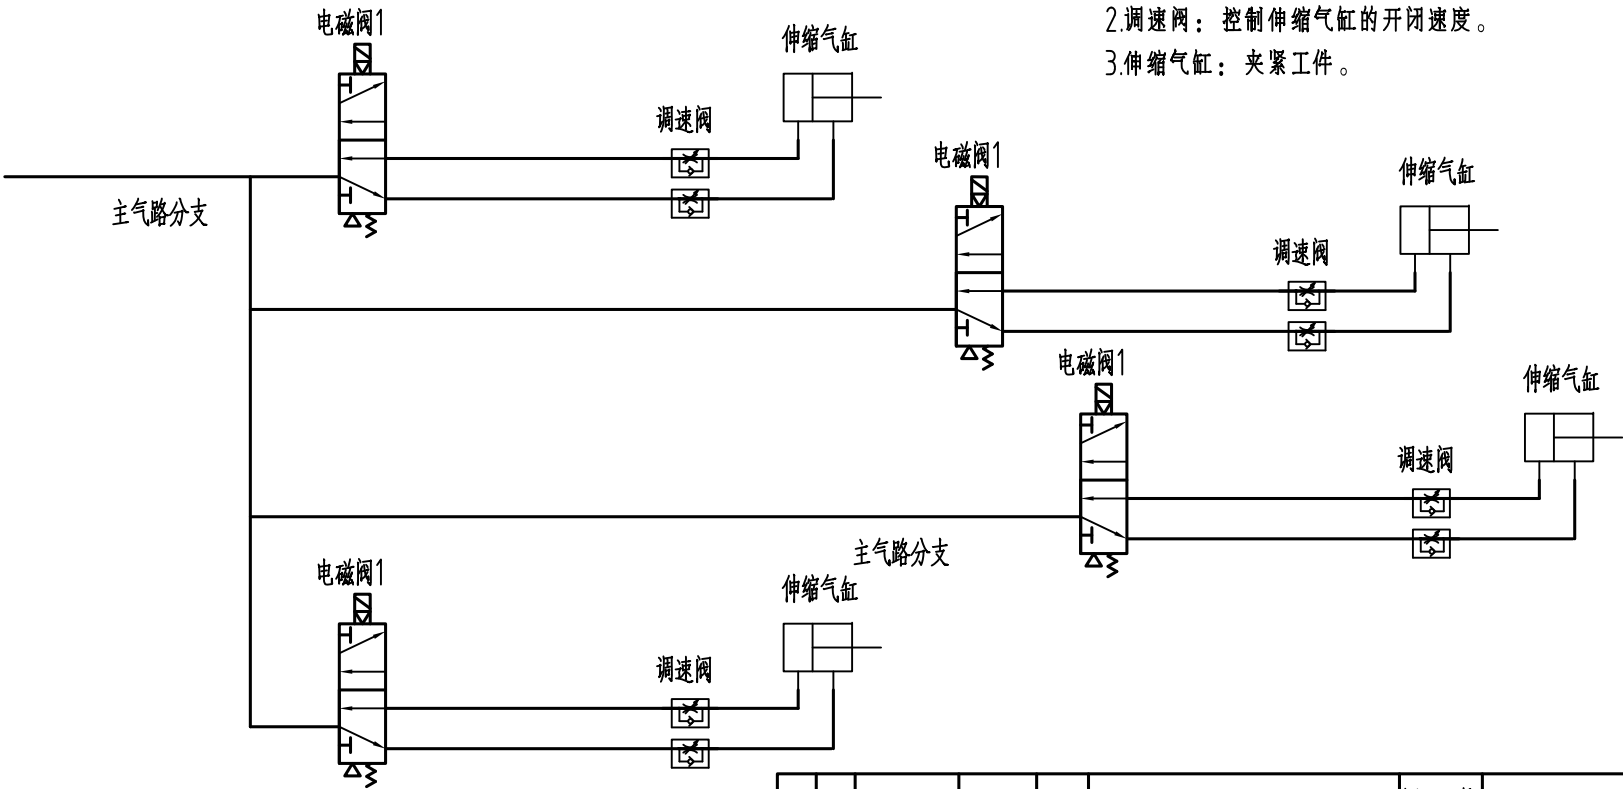 电磁阀1
伸缩气缸
2.调速阀：控制伸缩气缸的开闭速度。
3.伸缩气缸：夹紧工件。
调速阀
电磁阀1
伸缩气缸
主气路分支
调速阀
电磁阀1
伸缩气缸
调速阀
主气路分支
电磁阀1
伸缩气缸
调速阀